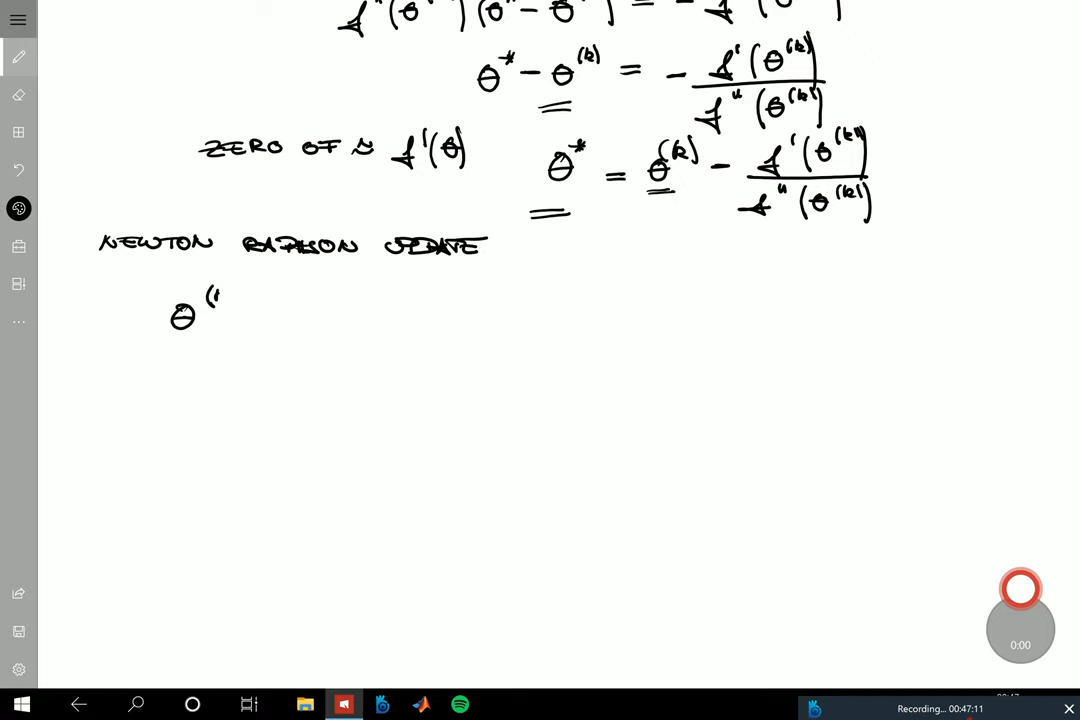 f''(θ(k)) (θ* - θ(k)) = - f'(θ(k))
θ* - θ^(k) = - f'(θ^(k)) / f''(θ^(k))
ZERO OF ≈ f'(θ) θ* = θ^(k) - f'(θ^(k)) / f''(θ^(k))
NEWTON RAPHSON UPDATE
θ^(
0:00
Recording... 00:47:11